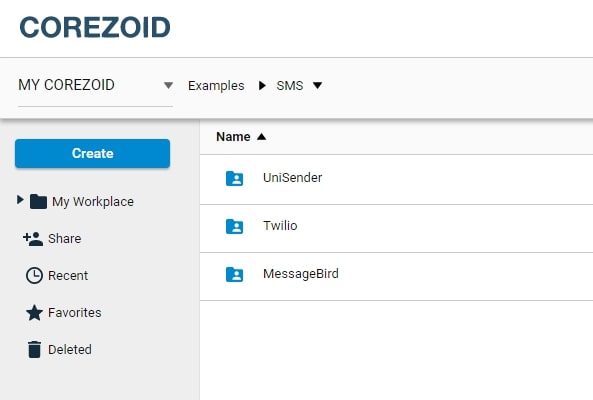 COREZOID
MY COREZOID
Examples
SMS
Create
My Workplace
Share
Recent
Favorites
Deleted
Name
UniSender
Twilio
MessageBird